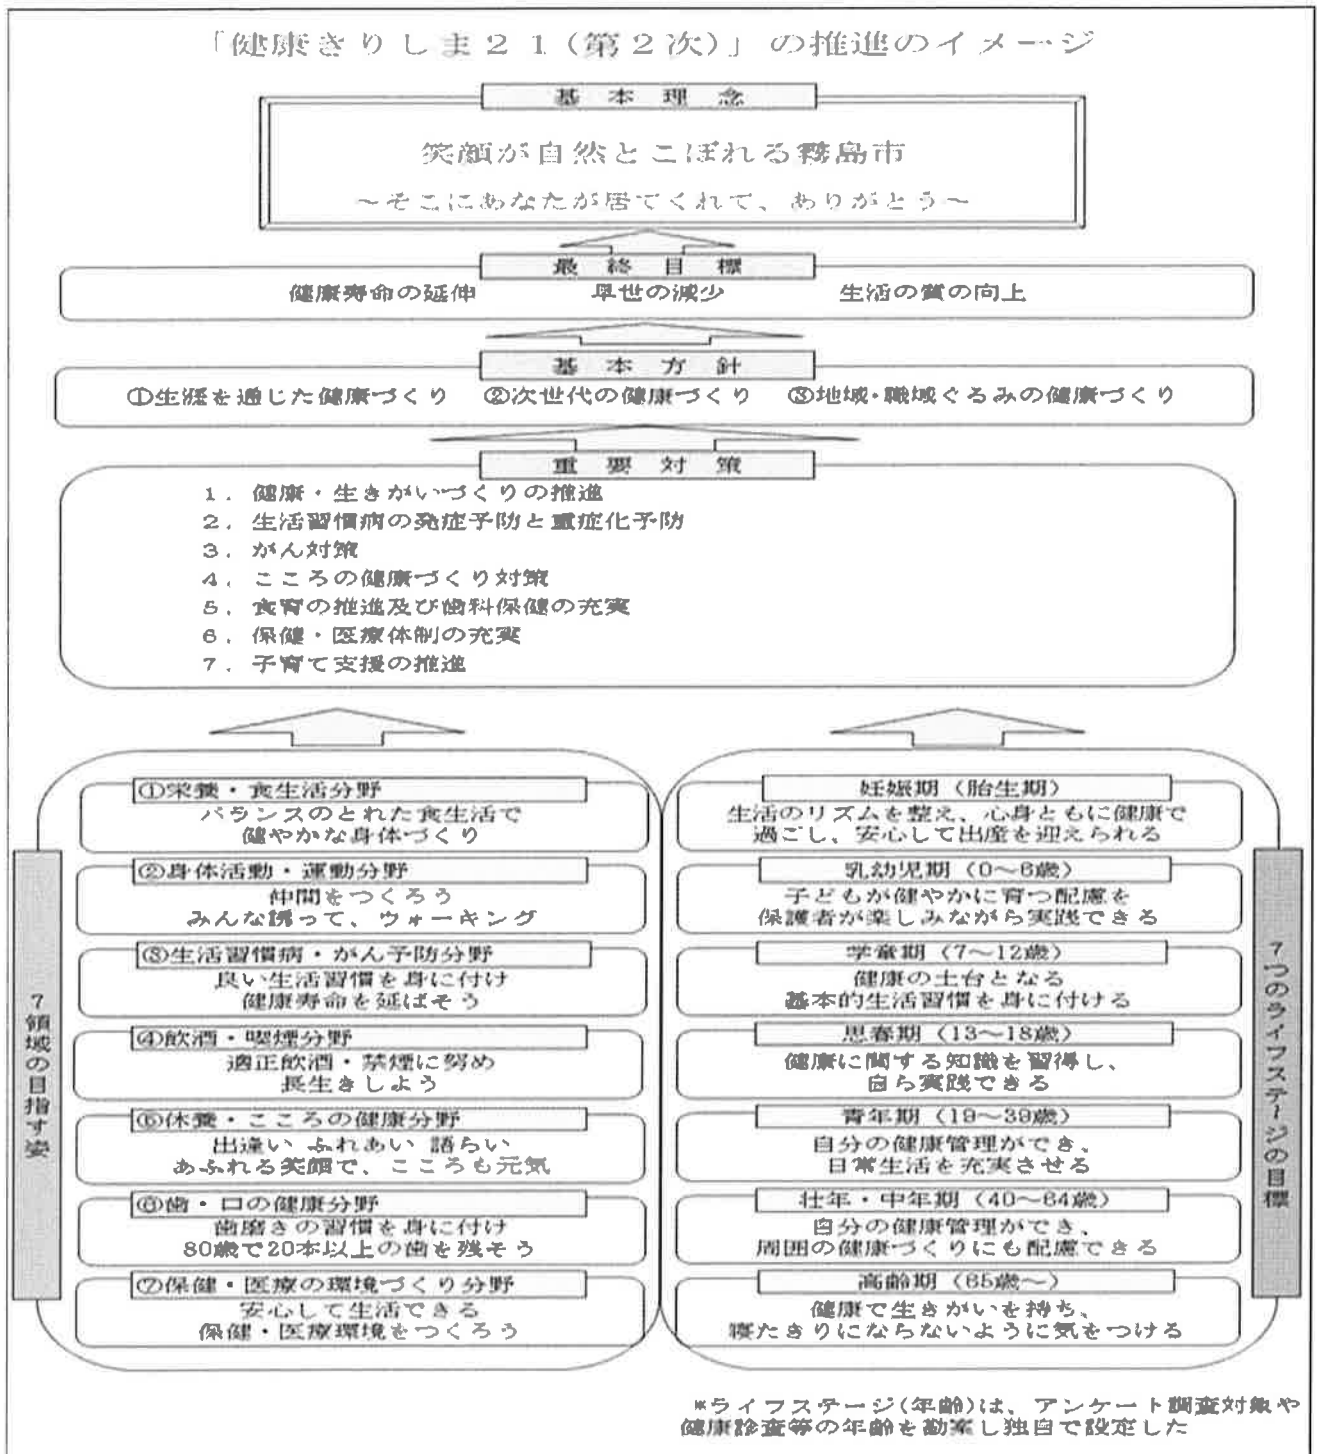 「健康きりしま２１（第２次）」の推進のイメージ
基本理念
笑顔が自然とこぼれる霧島市
～そこにあなたが居てくれて、ありがとう～
最終目標
健康寿命の延伸　早世の減少　生活の質の向上
基本方針
①生涯を通じた健康づくり　②次世代の健康づくり　③地域・職域ぐるみの健康づくり
重要対策
１．健康・生きがいづくりの推進
２．生活習慣病の発症予防と重症化予防
３．がん対策
４．こころの健康づくり対策
５．食育の推進及び歯科保健の充実
６．保健・医療体制の充実
７．子育て支援の推進
７領域の目指す姿
①栄養・食生活分野
バランスのとれた食生活で
健やかな身体づくり
②身体活動・運動分野
仲間をつくろう
みんな誘って、ウォーキング
③生活習慣病・がん予防分野
良い生活習慣を身に付け
健康寿命を延ばそう
④飲酒・喫煙分野
適正飲酒・禁煙に努め
長生きしよう
⑤休養・こころの健康分野
出逢い ふれあい 語らい
あふれる笑顔で、こころも元気
⑥歯・口の健康分野
歯磨きの習慣を身に付け
80歳で20本以上の歯を残そう
⑦保健・医療の環境づくり分野
安心して生活できる
保健・医療環境をつくろう
７つのライフステージの目標
妊娠期（胎生期）
生活のリズムを整え、心身ともに健康で
過ごし、安心して出産を迎えられる
乳幼児期（0～6歳）
子どもが健やかに育つ配慮を
保護者が楽しみながら実践できる
学童期（7～12歳）
健康の土台となる
基本的生活習慣を身に付ける
思春期（13～18歳）
健康に関する知識を習得し、
自ら実践できる
青年期（19～39歳）
自分の健康管理ができ、
日常生活を充実させる
壮年・中年期（40～64歳）
自分の健康管理ができ、
周囲の健康づくりにも配慮できる
高齢期（65歳～）
健康で生きがいを持ち、
寝たきりにならないように気をつける
※ライフステージ(年齢)は、アンケート調査対象や
健康診査等の年齢を勘案し独自で設定した